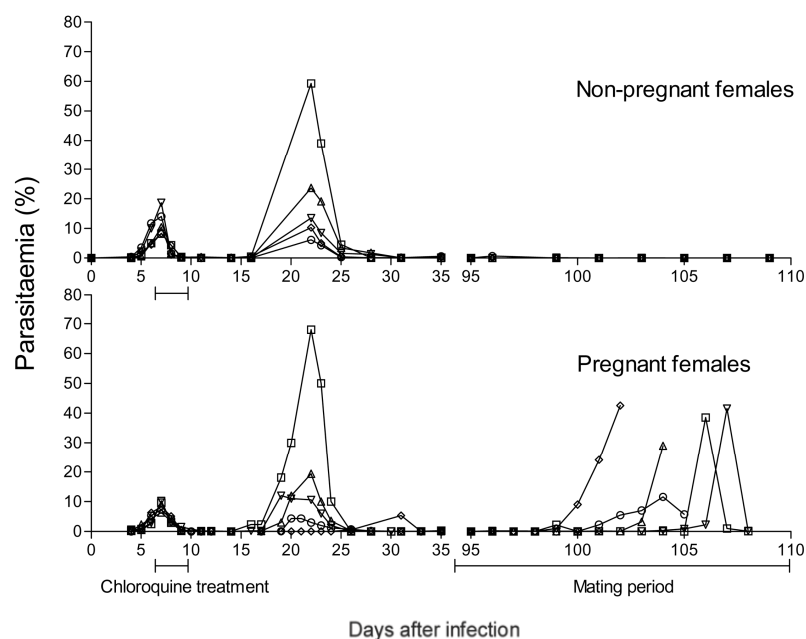 80
70
60
50
40
30
20
10
0
Non-pregnant females
0 5 10 15 20 25 30 35 95 100 105 110
Parasitaemia (%)
80
70
60
50
40
30
20
10
0
Pregnant females
0 5 10 15 20 25 30 35 95 100 105 110
Chloroquine treatment Mating period
Days after infection